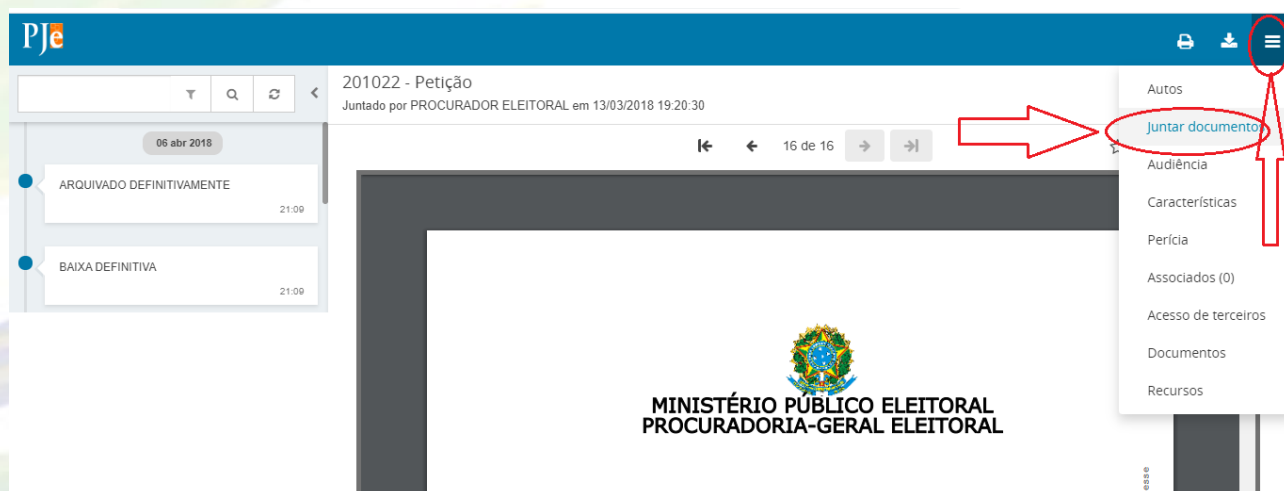 PJe
201022 - Petição
Juntado por PROCURADOR ELEITORAL em 13/03/2018 19:20:30
16 de 16
06 abr 2018
ARQUIVADO DEFINITIVAMENTE
21:09
BAIXA DEFINITIVA
21:09
Autos
Juntar documentos
Audiência
Características
Perícia
Associados (0)
Acesso de terceiros
Documentos
Recursos
MINISTÉRIO PÚBLICO ELEITORAL
PROCURADORIA-GERAL ELEITORAL
esse